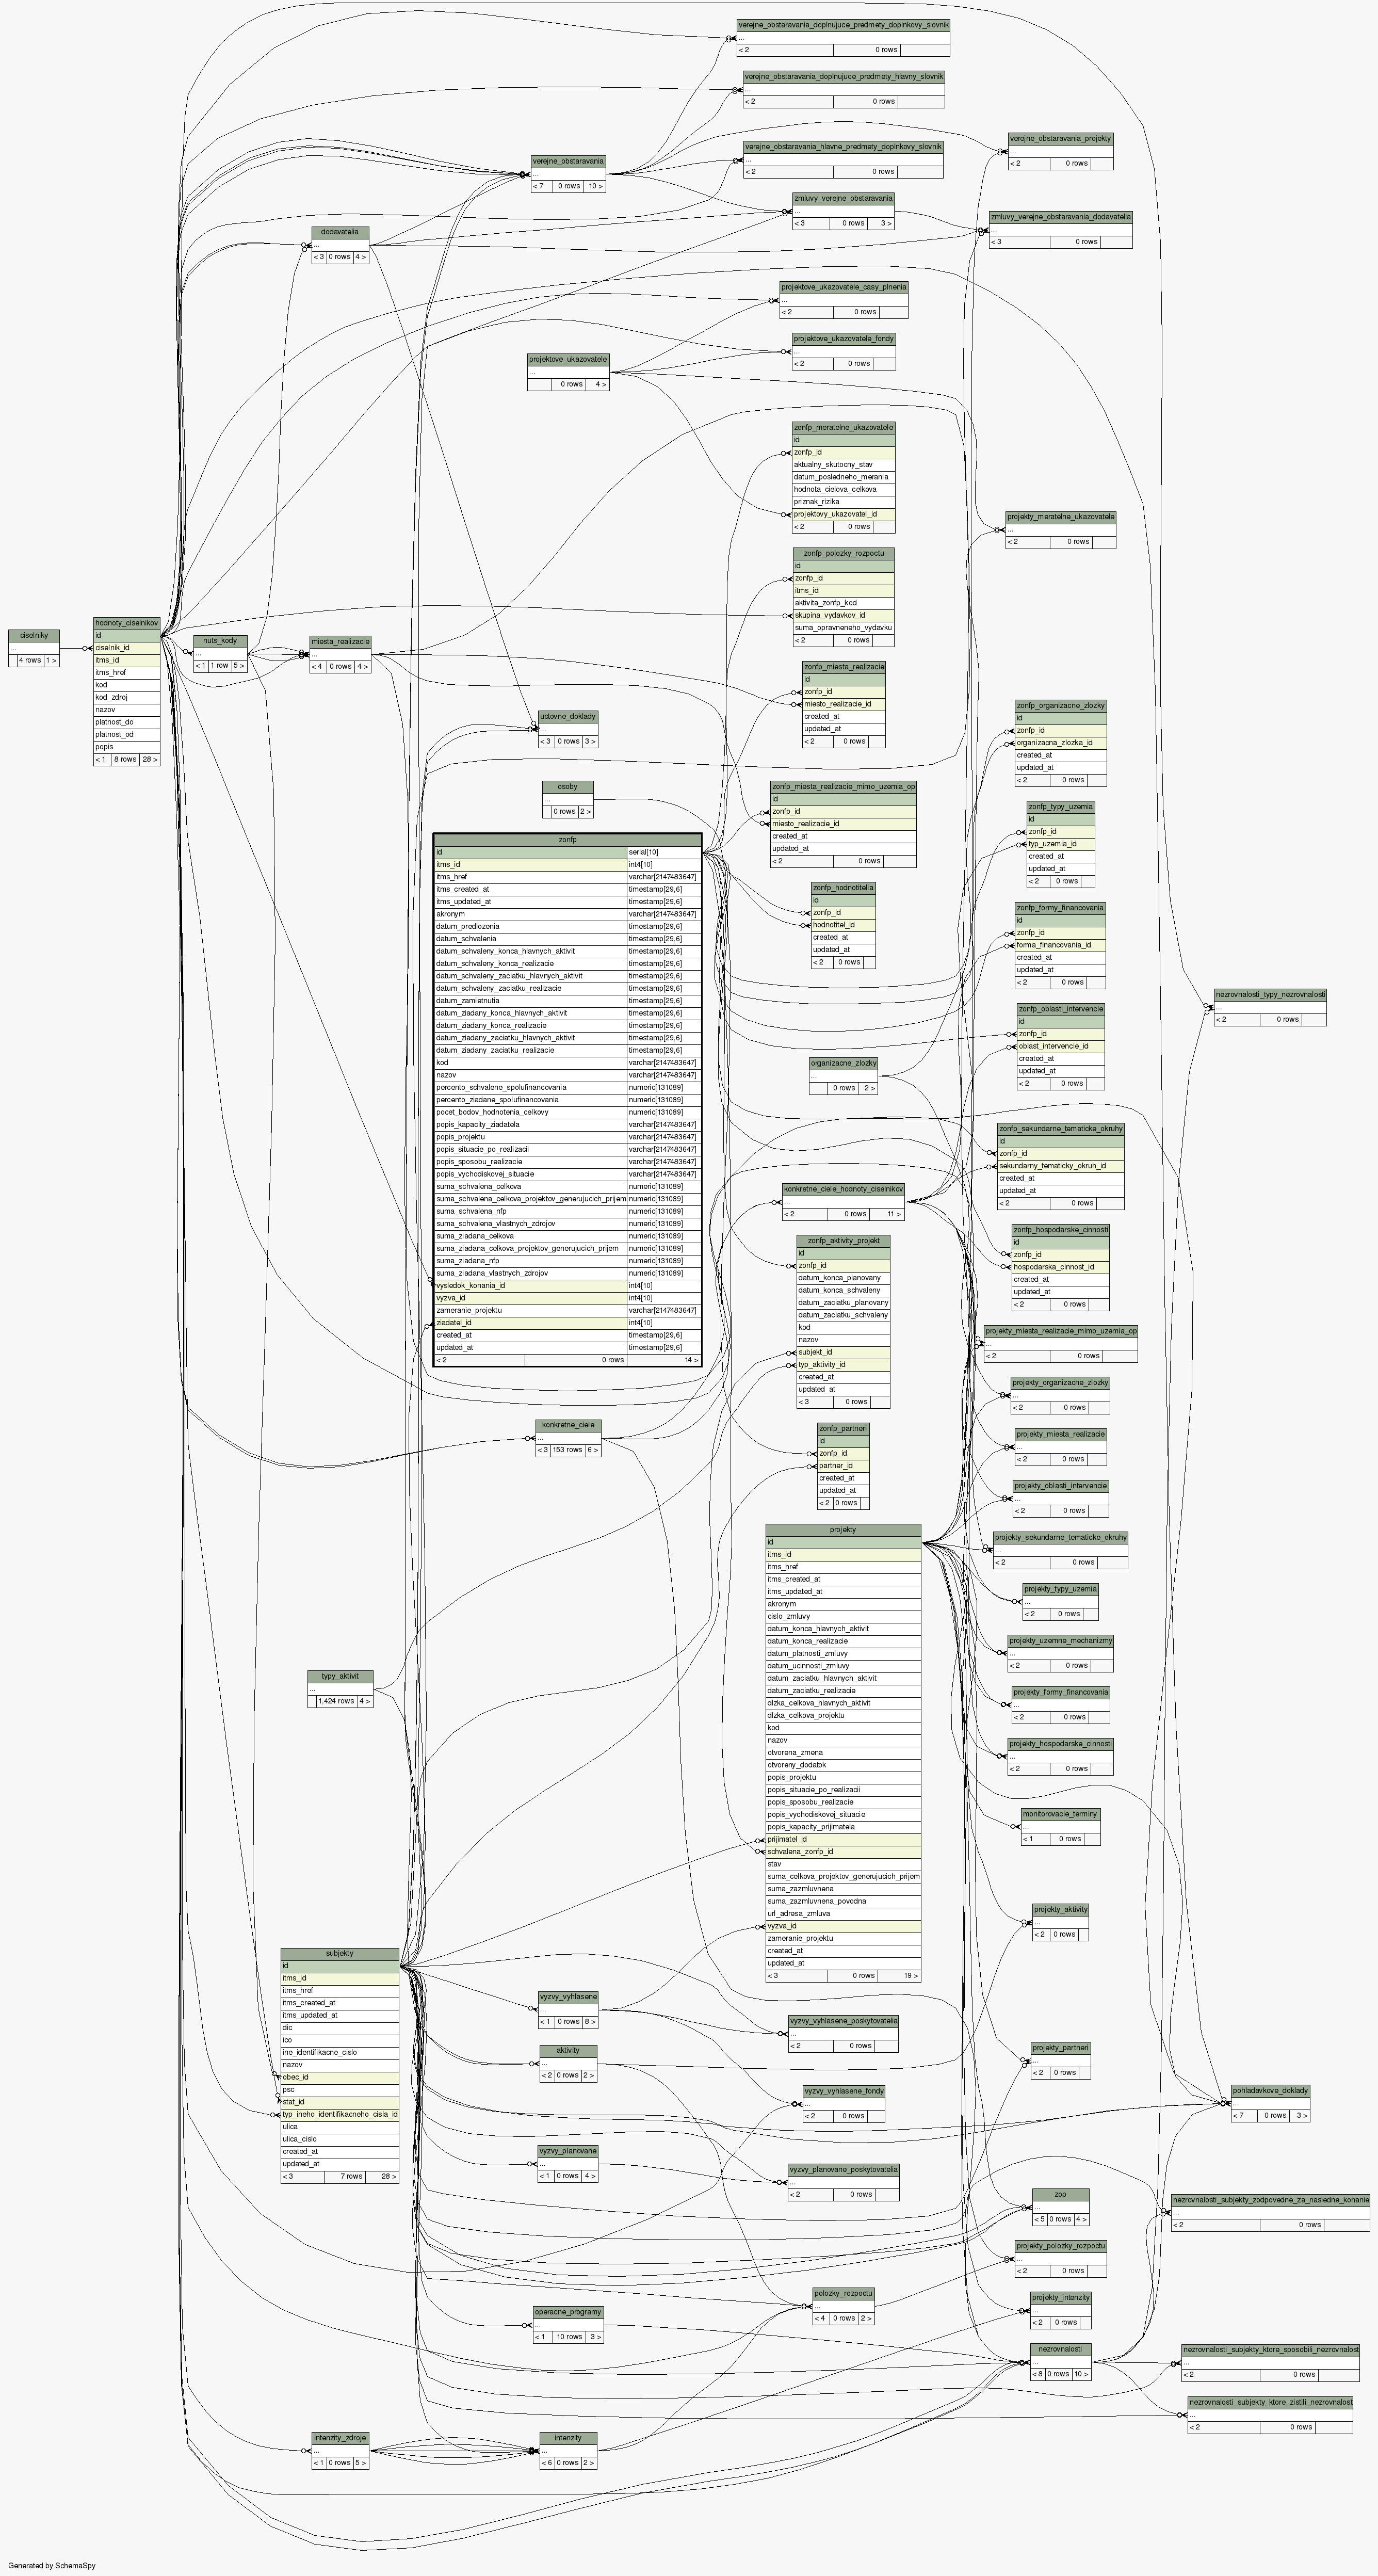 verejne_obstaravania_doplnujuce_predmety_doplnkovy_slovnik
...
< 2 0 rows
verejne_obstaravania_doplnujuce_predmety_hlavny_slovnik
...
< 2 0 rows
verejne_obstaravania_projekty
...
< 2 0 rows
verejne_obstaravania_hlavne_predmety_doplnkovy_slovnik
...
< 2 0 rows
verejne_obstaravania
...
< 7 0 rows 10 >
zmluvy_verejne_obstaravania
...
< 3 0 rows 3 >
zmluvy_verejne_obstaravania_dodavatelia
...
< 3 0 rows
dodavatelia
...
< 3 0 rows 4 >
projektove_ukazovatele_casy_plnenia
...
< 2 0 rows
projektove_ukazovatele_fondy
...
< 2 0 rows
projektove_ukazovatele
...
0 rows 4 >
zonfp_meratelne_ukazovatele
id
zonfp_id
aktualny_skutocny_stav
datum_posledneho_merania
hodnota_cielova_celkova
priznak_rizika
projektovy_ukazovatel_id
< 2 0 rows
projekty_meratelne_ukazovatele
...
< 2 0 rows
zonfp_polozky_rozpoctu
id
zonfp_id
itms_id
aktivita_zonfp_kod
skupina_vydavkov_id
suma_opravneneho_vydavku
< 2 0 rows
ciselniky
...
4 rows 1 >
hodnoty_ciselnikov
id
ciselnik_id
itms_id
itms_href
kod
kod_zdroj
nazov
platnost_do
platnost_od
popis
< 1 8 rows 28 >
nuts_kody
...
< 1 1 row 5 >
miesta_realizacie
...
< 4 0 rows 4 >
zonfp_miesta_realizacie
id
zonfp_id
miesto_realizacie_id
created_at
updated_at
< 2 0 rows
uctovne_doklady
...
< 3 0 rows 3 >
zonfp_organizacne_zlozky
id
zonfp_id
organizacna_zlozka_id
created_at
updated_at
< 2 0 rows
osoby
...
0 rows 2 >
zonfp_miesta_realizacie_mimo_uzemia_op
id
zonfp_id
miesto_realizacie_id
created_at
updated_at
< 2 0 rows
zonfp_typy_uzemia
id
zonfp_id
typ_uzemia_id
created_at
updated_at
< 2 0 rows
zonfp
id serial[10]
itms_id int4[10]
itms_href varchar[2147483647]
itms_created_at timestamp[29,6]
itms_updated_at timestamp[29,6]
akronym varchar[2147483647]
datum_predlozenia timestamp[29,6]
datum_schvalenia timestamp[29,6]
datum_schvaleny_konca_hlavnych_aktivit timestamp[29,6]
datum_schvaleny_konca_realizacie timestamp[29,6]
datum_schvaleny_zaciatku_hlavnych_aktivit timestamp[29,6]
datum_schvaleny_zaciatku_realizacie timestamp[29,6]
datum_zamietnutia timestamp[29,6]
datum_ziadany_konca_hlavnych_aktivit timestamp[29,6]
datum_ziadany_konca_realizacie timestamp[29,6]
datum_ziadany_zaciatku_hlavnych_aktivit timestamp[29,6]
datum_ziadany_zaciatku_realizacie timestamp[29,6]
kod varchar[2147483647]
nazov varchar[2147483647]
percento_schvalene_spolufinancovania numeric[131089]
percento_ziadane_spolufinancovania numeric[131089]
pocet_bodov_hodnotenia_celkovy numeric[131089]
popis_kapacity_ziadatela varchar[2147483647]
popis_projektu varchar[2147483647]
popis_situacie_po_realizacii varchar[2147483647]
popis_sposobu_realizacie varchar[2147483647]
popis_vychodiskovej_situacie varchar[2147483647]
suma_schvalena_celkova numeric[131089]
suma_schvalena_celkova_projektov_generujucich_prijem numeric[131089]
suma_schvalena_nfp numeric[131089]
suma_schvalena_vlastnych_zdrojov numeric[131089]
suma_ziadana_celkova numeric[131089]
suma_ziadana_celkova_projektov_generujucich_prijem numeric[131089]
suma_ziadana_nfp numeric[131089]
suma_ziadana_vlastnych_zdrojov numeric[131089]
vysledok_konania_id int4[10]
vyzva_id int4[10]
zameranie_projektu varchar[2147483647]
ziadatel_id int4[10]
created_at timestamp[29,6]
updated_at timestamp[29,6]
< 2 0 rows 14 >
zonfp_hodnotitelia
id
zonfp_id
hodnotitel_id
created_at
updated_at
< 2 0 rows
zonfp_formy_financovania
id
zonfp_id
forma_financovania_id
created_at
updated_at
< 2 0 rows
nezrovnalosti_typy_nezrovnalosti
...
< 2 0 rows
zonfp_oblasti_intervencie
id
zonfp_id
oblast_intervencie_id
created_at
updated_at
< 2 0 rows
organizacne_zlozky
...
0 rows 2 >
zonfp_sekundarne_tematicke_okruhy
id
zonfp_id
sekundarny_tematicky_okruh_id
created_at
updated_at
< 2 0 rows
konkretne_ciele_hodnoty_ciselnikov
...
< 2 0 rows 11 >
zonfp_hospodarske_cinnosti
id
zonfp_id
hospodarska_cinnost_id
created_at
updated_at
< 2 0 rows
zonfp_aktivity_projekt
id
zonfp_id
datum_konca_planovany
datum_konca_schvaleny
datum_zaciatku_planovany
datum_zaciatku_schvaleny
kod
nazov
subjekt_id
typ_aktivity_id
created_at
updated_at
< 3 0 rows
projekty_miesta_realizacie_mimo_uzemia_op
...
< 2 0 rows
projekty_organizacne_zlozky
...
< 2 0 rows
konkretne_ciele
...
< 3 153 rows 6 >
zonfp_partneri
id
zonfp_id
partner_id
created_at
updated_at
< 2 0 rows
projekty_miesta_realizacie
...
< 2 0 rows
projekty_oblasti_intervencie
...
< 2 0 rows
projekty_sekundarne_tematicke_okruhy
...
< 2 0 rows
projekty_typy_uzemia
...
< 2 0 rows
projekty_uzemne_mechanizmy
...
< 2 0 rows
projekty_formy_financovania
...
< 2 0 rows
projekty_hospodarske_cinnosti
...
< 2 0 rows
projekty
id
itms_id
itms_href
itms_created_at
itms_updated_at
akronym
cislo_zmluvy
datum_konca_hlavnych_aktivit
datum_konca_realizacie
datum_platnosti_zmluvy
datum_ucinnosti_zmluvy
datum_zaciatku_hlavnych_aktivit
datum_zaciatku_realizacie
dlzka_celkova_hlavnych_aktivit
dlzka_celkova_projektu
kod
nazov
otvorena_zmena
otvoreny_dodatok
popis_projektu
popis_situacie_po_realizacii
popis_sposobu_realizacie
popis_vychodiskovej_situacie
popis_kapacity_prijimatela
prijimatel_id
schvalena_zonfp_id
stav
suma_celkova_projektov_generujucich_prijem
suma_zazmluvnena
suma_zazmluvnena_povodna
url_adresa_zmluva
vyzva_id
zameranie_projektu
created_at
updated_at
< 3 0 rows 19 >
typy_aktivit
...
1,424 rows 4 >
monitorovacie_terminy
...
< 1 0 rows
projekty_aktivity
...
< 2 0 rows
subjekty
id
itms_id
itms_href
itms_created_at
itms_updated_at
dic
ico
ine_identifikacne_cislo
nazov
obec_id
psc
stat_id
typ_ineho_identifikacneho_cisla_id
ulica
ulica_cislo
created_at
updated_at
< 3 7 rows 28 >
vyzvy_vyhlasene
...
< 1 0 rows 8 >
vyzvy_vyhlasene_poskytovatelia
...
< 2 0 rows
aktivity
...
< 2 0 rows 2 >
projekty_partneri
...
< 2 0 rows
vyzvy_vyhlasene_fondy
...
< 2 0 rows
pohladavkove_doklady
...
< 7 0 rows 3 >
vyzvy_planovane
...
< 1 0 rows 4 >
vyzvy_planovane_poskytovatelia
...
< 2 0 rows
zop
...
< 5 0 rows 4 >
nezrovnalosti_subjekty_zodpovedne_za_nasledne_konanie
...
< 2 0 rows
projekty_polozky_rozpoctu
...
< 2 0 rows
polozky_rozpoctu
...
< 4 0 rows 2 >
projekty_intenzity
...
< 2 0 rows
operacne_programy
...
< 1 10 rows 3 >
nezrovnalosti
...
< 8 0 rows 10 >
nezrovnalosti_subjekty_ktore_sposobili_nezrovnalost
...
< 2 0 rows
nezrovnalosti_subjekty_ktore_zistili_nezrovnalost
...
< 2 0 rows
intenzity_zdroje
...
< 1 0 rows 5 >
intenzity
...
< 6 0 rows 2 >
Generated by SchemaSpy